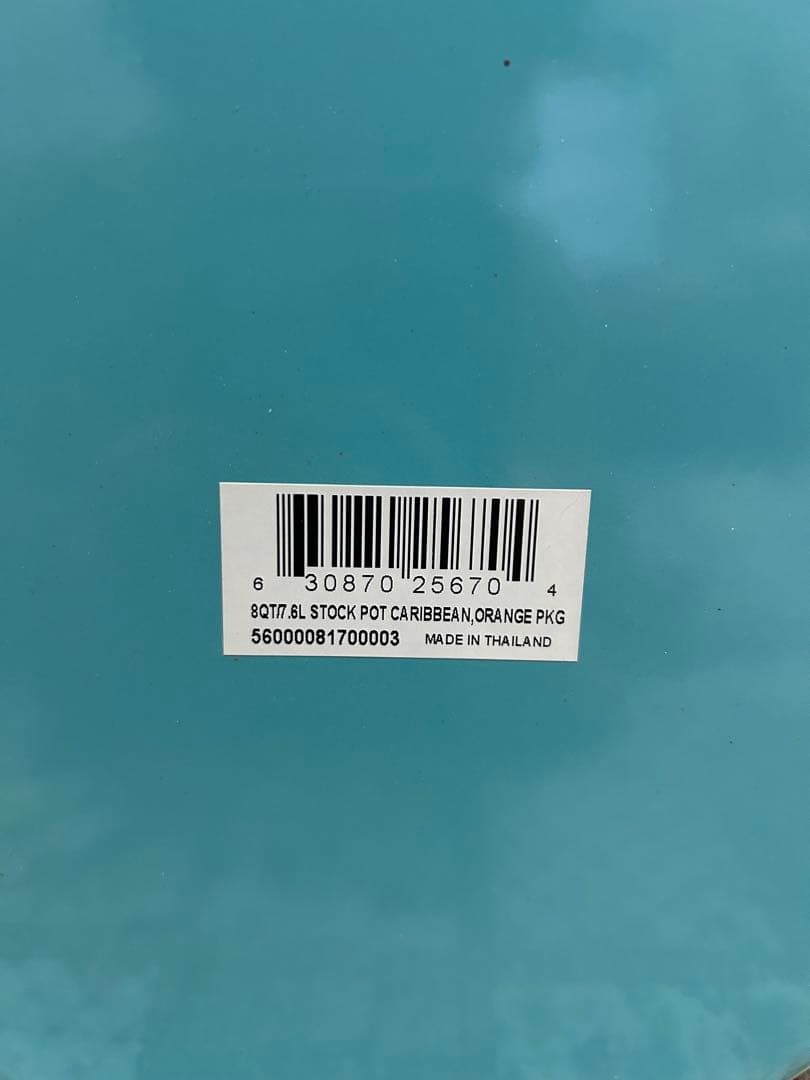 6 30870 25670 4
8QT/7.6L STOCK POT CARIBBEAN,ORANGE PKG
56000081700003 MADE IN THAILAND